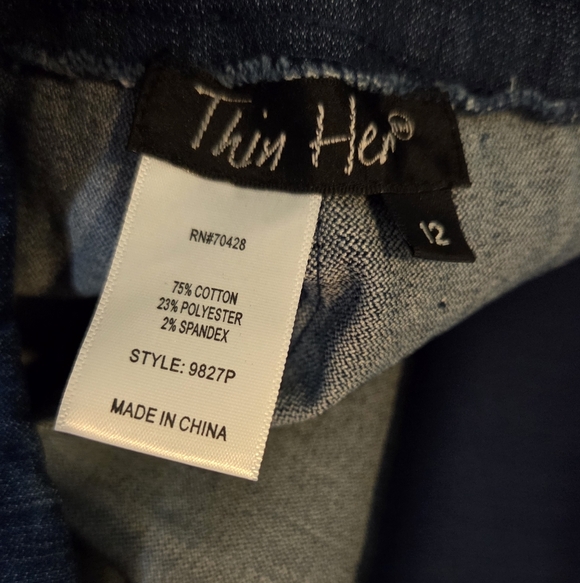 Thin Her®
12
RN#70428
75% COTTON
23% POLYESTER
2% SPANDEX
STYLE: 9827P
MADE IN CHINA